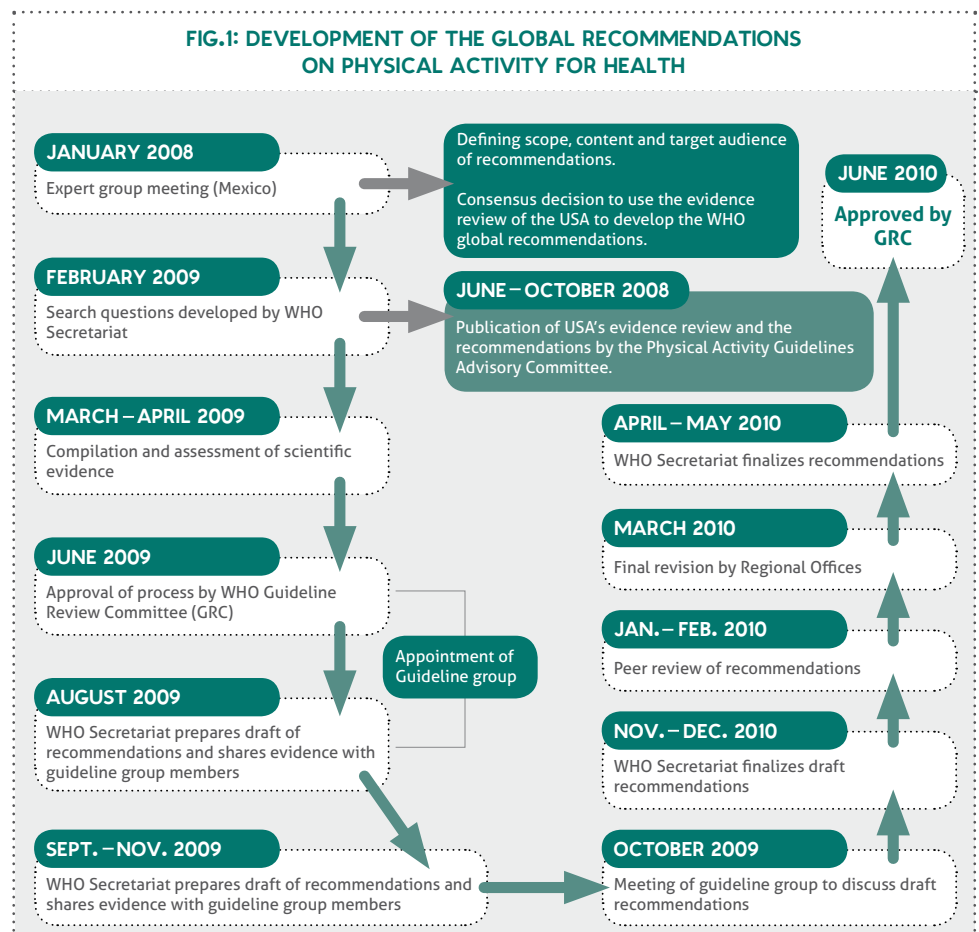 FIG.1: DEVELOPMENT OF THE GLOBAL RECOMMENDATIONS
ON PHYSICAL ACTIVITY FOR HEALTH
JANUARY 2008
Expert group meeting (Mexico)
Defining scope, content and target audience
of recommendations.
Consensus decision to use the evidence
review of the USA to develop the WHO
global recommendations.
FEBRUARY 2009
Search questions developed by WHO
Secretariat
JUNE – OCTOBER 2008
Publication of USA's evidence review and the
recommendations by the Physical Activity Guidelines
Advisory Committee.
MARCH – APRIL 2009
Compilation and assessment of scientific
evidence
JUNE 2009
Approval of process by WHO Guideline
Review Committee (GRC)
Appointment of
Guideline group
AUGUST 2009
WHO Secretariat prepares draft of
recommendations and shares evidence with
guideline group members
SEPT. – NOV. 2009
WHO Secretariat prepares draft of recommendations and
shares evidence with guideline group members
OCTOBER 2009
Meeting of guideline group to discuss draft
recommendations
NOV. – DEC. 2010
WHO Secretariat finalizes draft
recommendations
JAN. – FEB. 2010
Peer review of recommendations
MARCH 2010
Final revision by Regional Offices
APRIL – MAY 2010
WHO Secretariat finalizes recommendations
JUNE 2010
Approved by
GRC